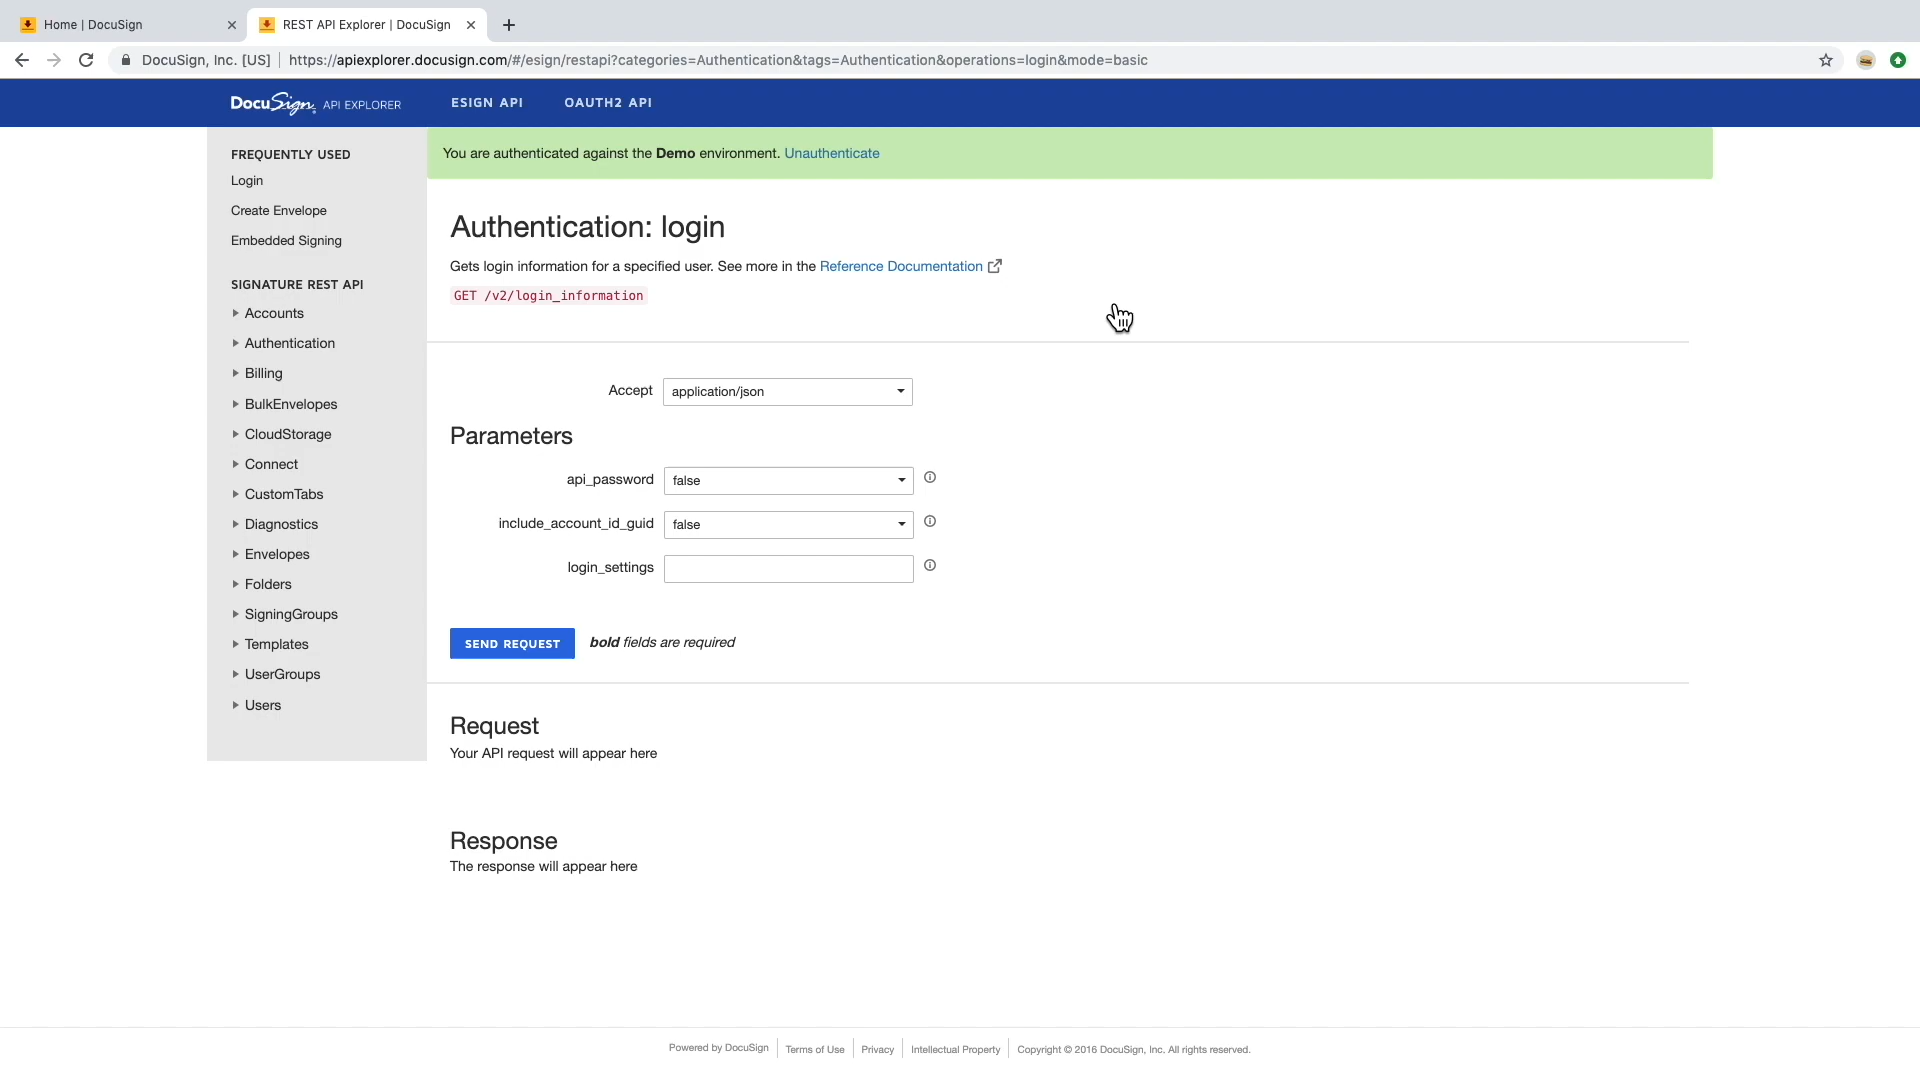 Home | DocuSign
REST API Explorer | DocuSign
DocuSign, Inc. [US]
https://apiexplorer.docusign.com/#/esign/restapi?categories=Authentication&tags=Authentication&operations=login&mode=basic
DocuSign API EXPLORER
ESIGN API
OAUTH2 API
FREQUENTLY USED
Login
Create Envelope
Embedded Signing
SIGNATURE REST API
Accounts
Authentication
Billing
BulkEnvelopes
CloudStorage
Connect
CustomTabs
Diagnostics
Envelopes
Folders
SigningGroups
Templates
UserGroups
Users
You are authenticated against the Demo environment. Unauthenticate
Authentication: login
Gets login information for a specified user. See more in the Reference Documentation
GET /v2/login_information
Accept application/json
Parameters
api_password false
include_account_id_guid false
login_settings
SEND REQUEST bold fields are required
Request
Your API request will appear here
Response
The response will appear here
Powered by DocuSign Terms of Use Privacy Intellectual Property Copyright © 2016 DocuSign, Inc. All rights reserved.